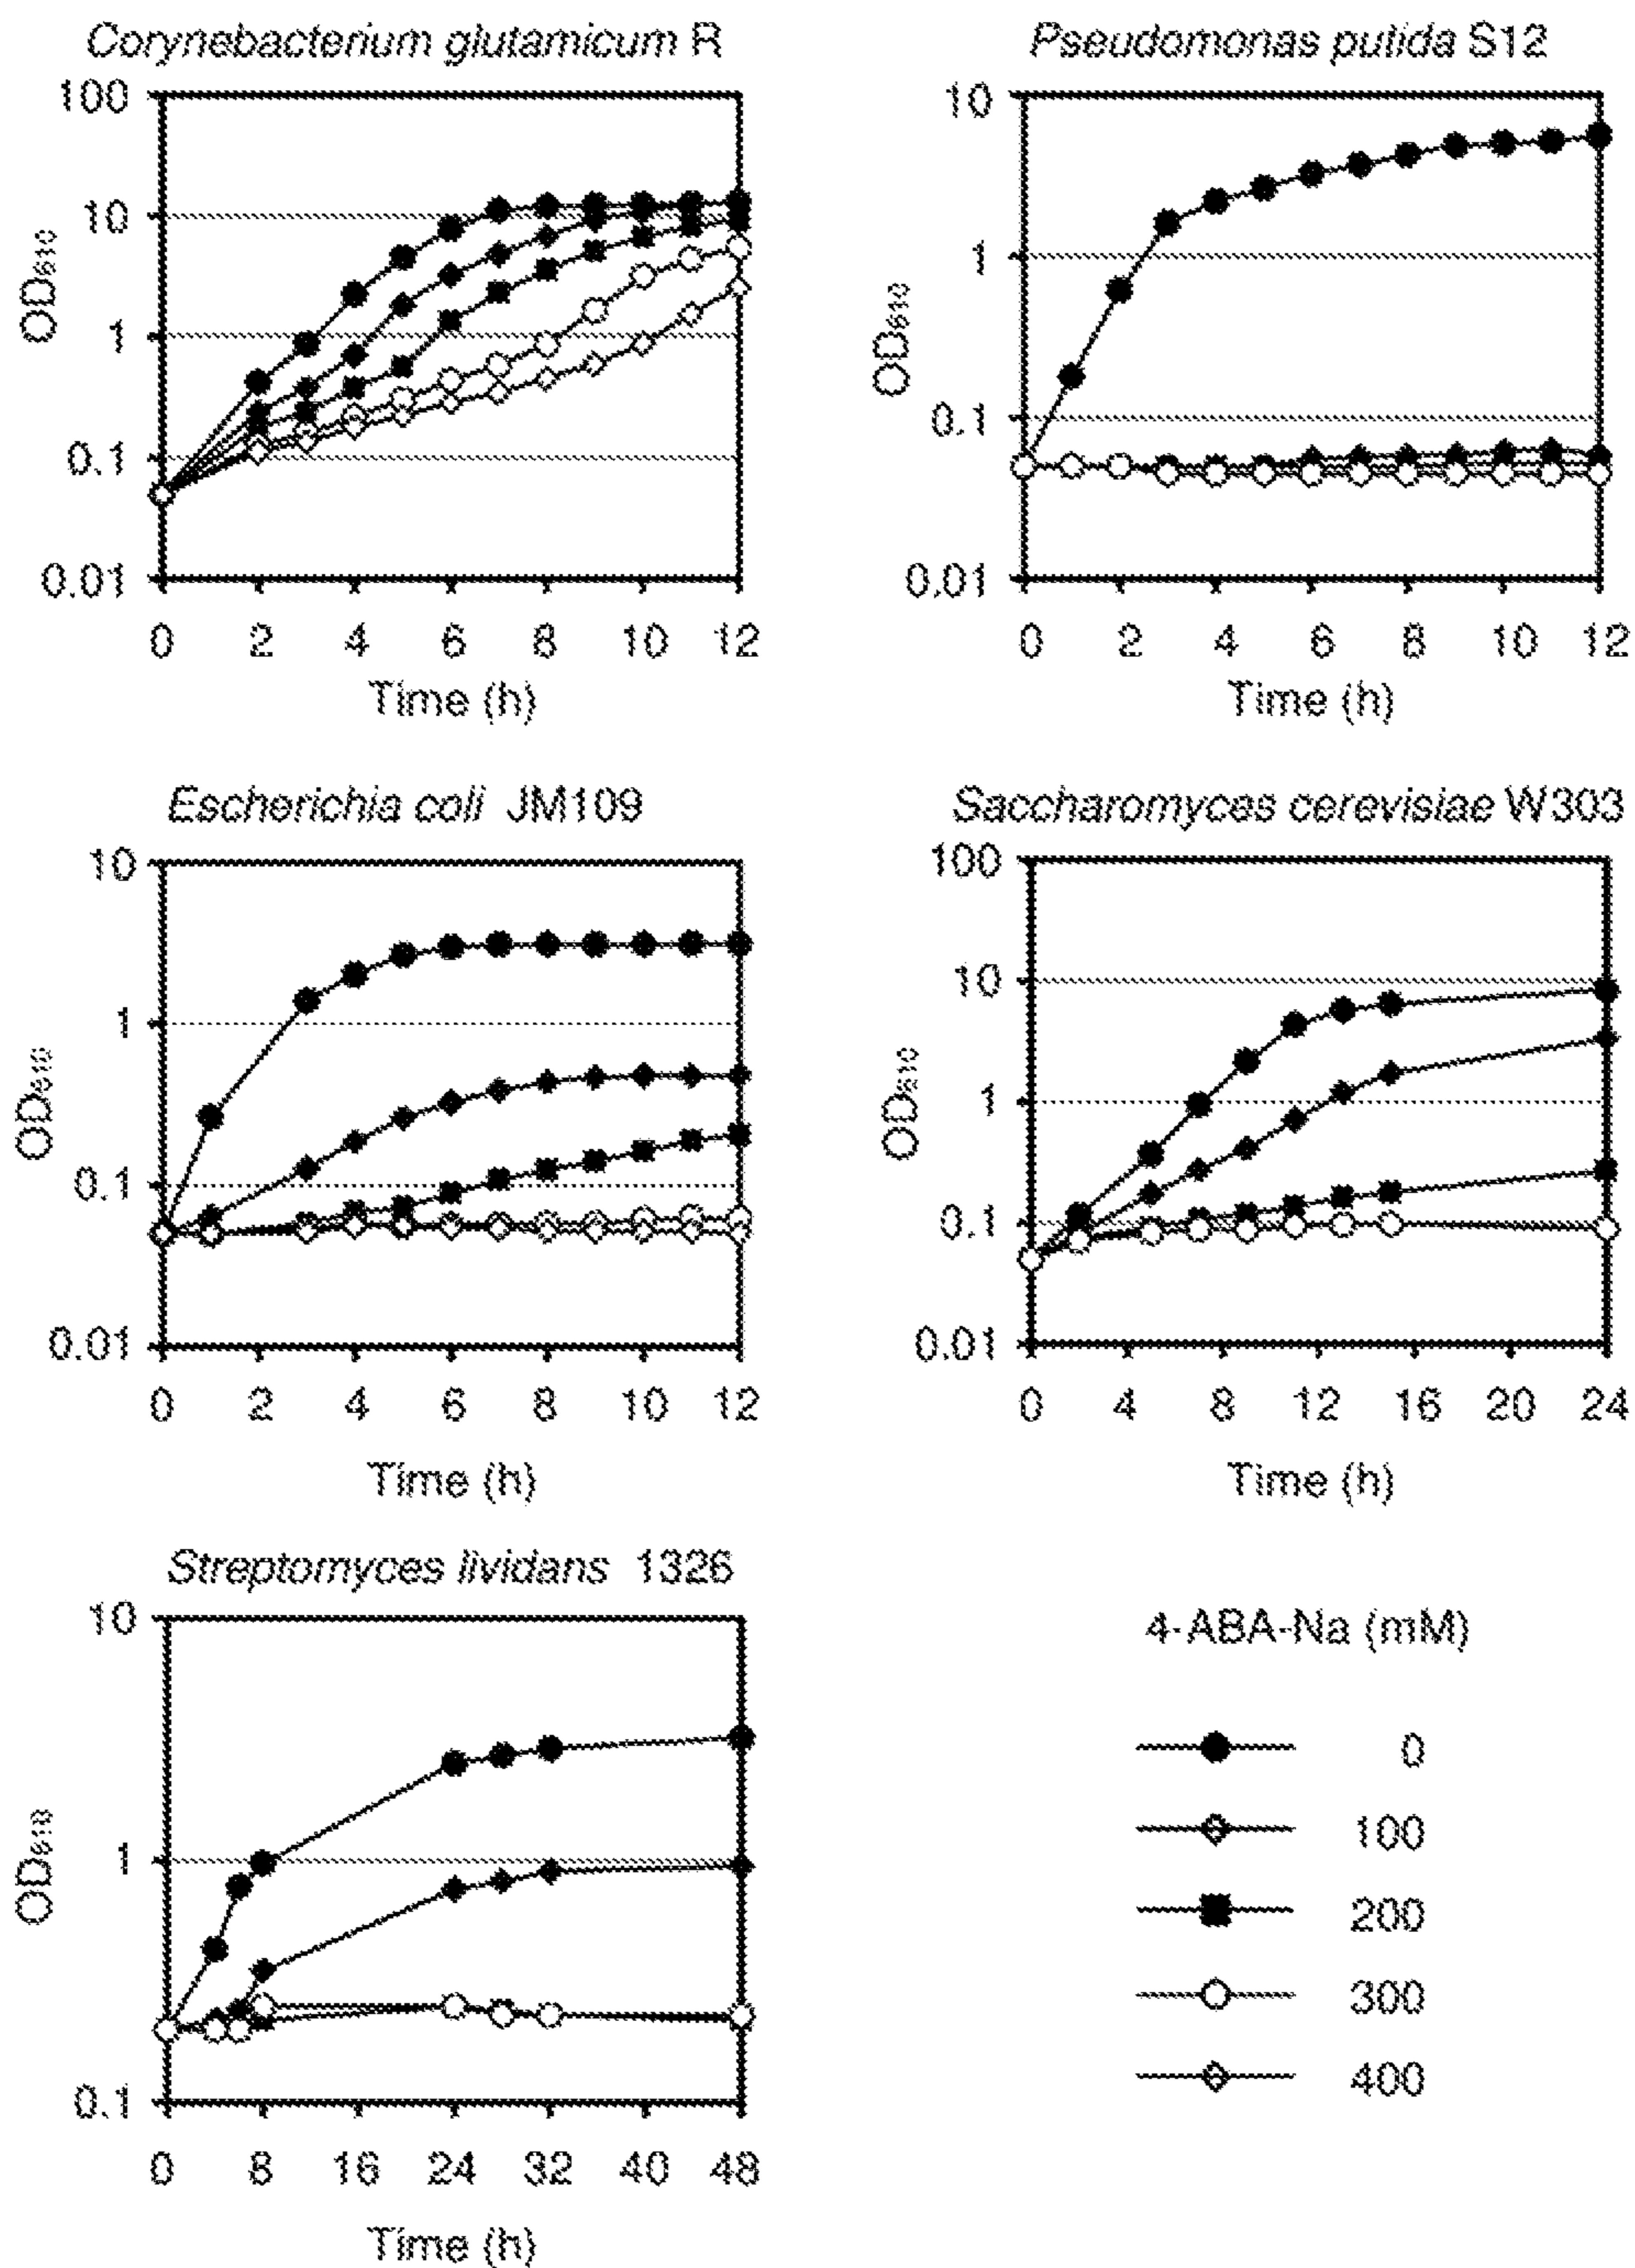 Corynebacterium glutamicum R
100
10
1
0.1
0.01
OD610
0 2 4 6 8 10 12
Time (h)
Pseudomonas putida S12
10
1
0.1
0.01
OD610
0 2 4 6 8 10 12
Time (h)
Escherichia coli JM109
10
1
0.1
0.01
OD610
0 2 4 6 8 10 12
Time (h)
Saccharomyces cerevisiae W303
100
10
1
0.1
0.01
OD610
0 4 8 12 16 20 24
Time (h)
Streptomyces lividans 1326
10
1
0.1
OD610
0 8 16 24 32 40 48
Time (h)
4-ABA-Na (mM)
0
100
200
300
400